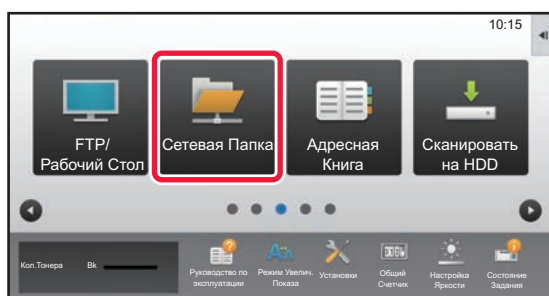 10:15
FTP/
Рабочий Стол
Сетевая Папка
Адресная
Книга
Сканировать
на HDD
Кол.Тонера Bk
Руководство по
эксплуатации
Режим Увелич.
Показа
Установки
Общий
Счетчик
Настройка
Яркости
Состояние
Задания